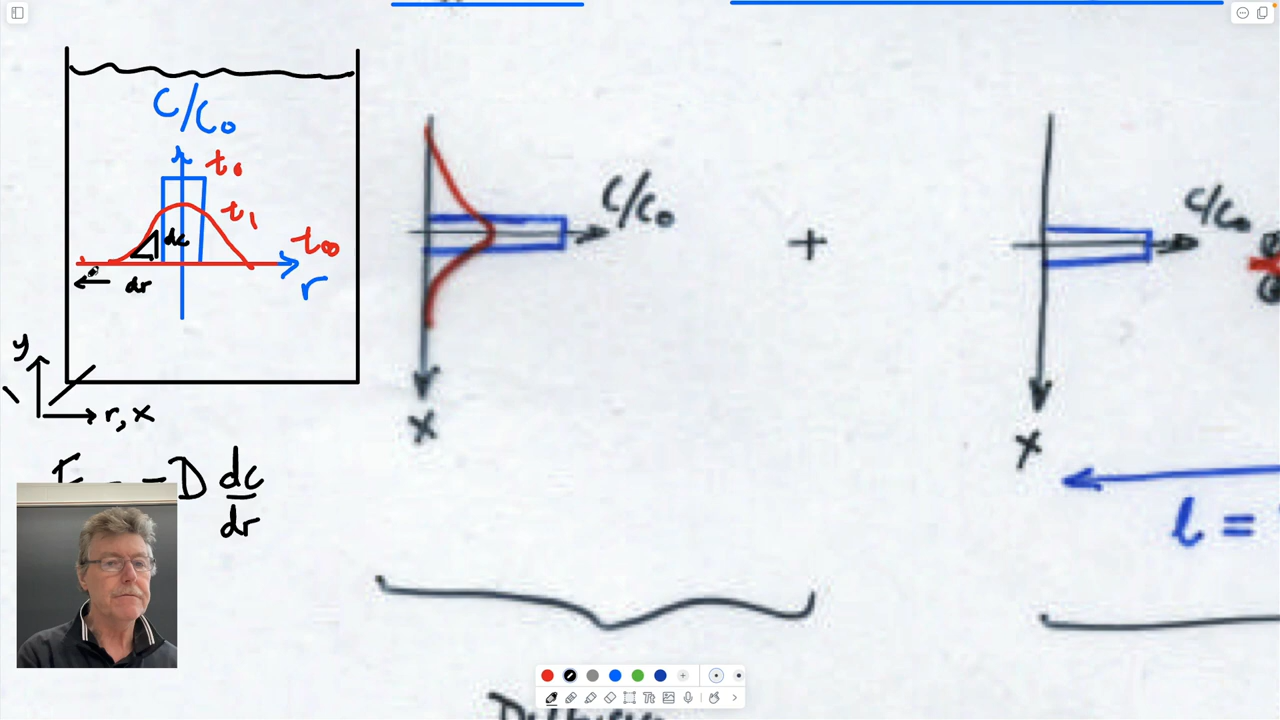 C/C₀
t₀
t₁
dc
t∞
dr
r
y
r, x
-D dc
dr
C/C₀
x
+
C/C₀
x
l =